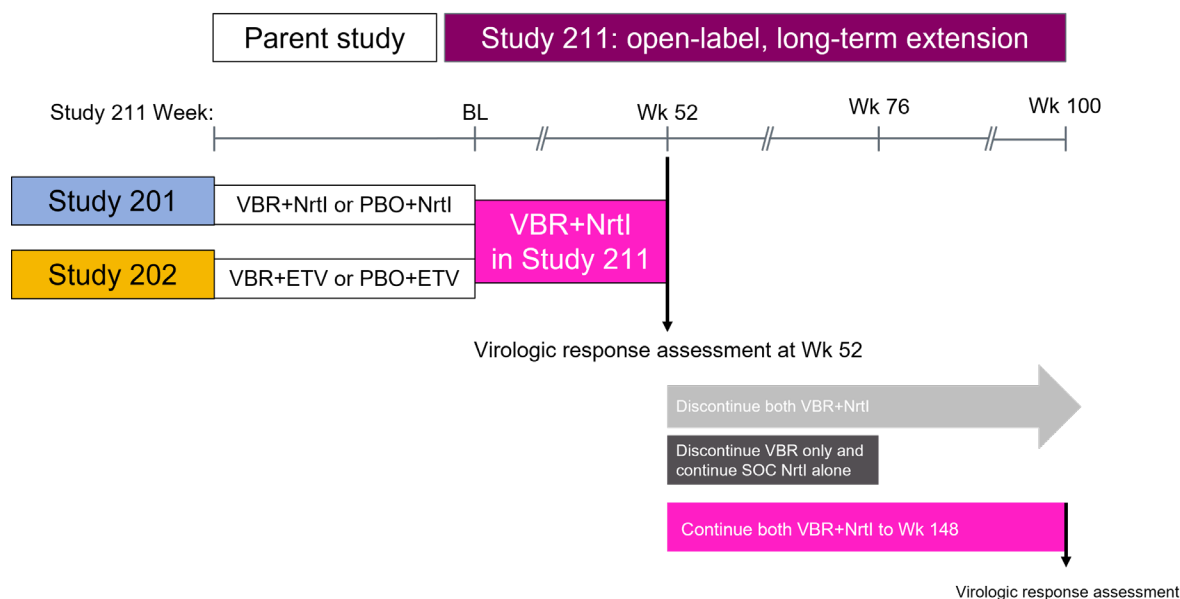 Parent study
Study 211: open-label, long-term extension
Study 211 Week:
BL
Wk 52
Wk 76
Wk 100
Study 201
VBR+NrtI or PBO+NrtI
VBR+NrtI
in Study 211
Study 202
VBR+ETV or PBO+ETV
Virologic response assessment at Wk 52
Discontinue both VBR+NrtI
Discontinue VBR only and
continue SOC NrtI alone
Continue both VBR+NrtI to Wk 148
Virologic response assessment